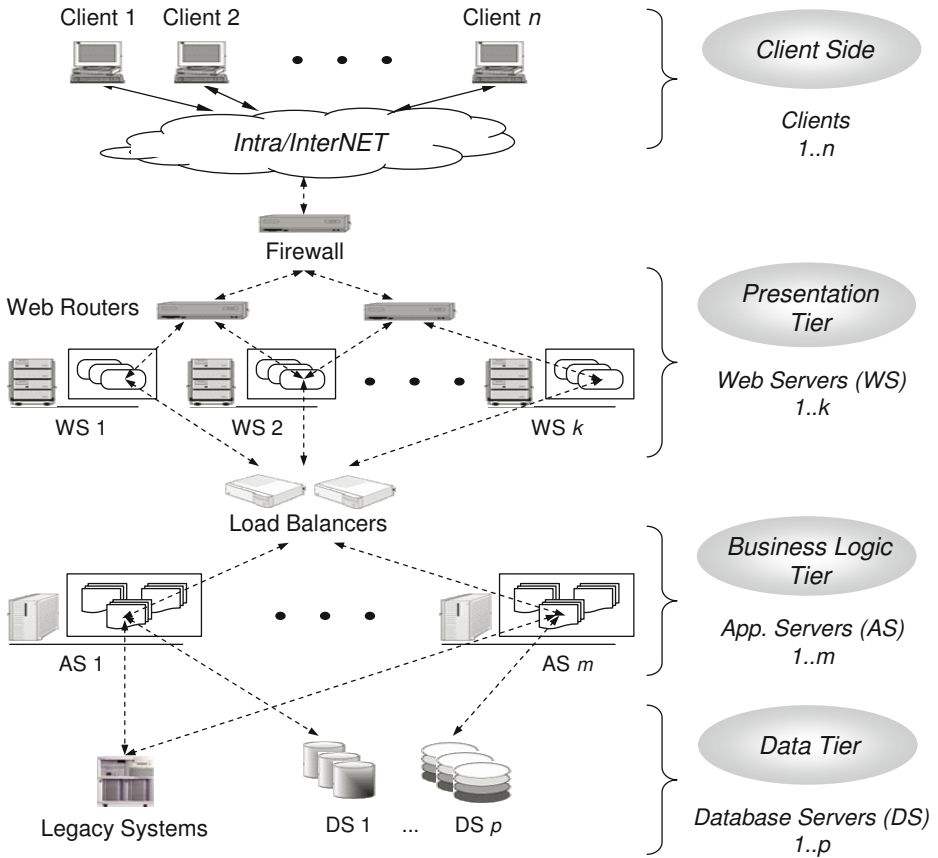 Client 1
Client 2
Client n
Client Side
Clients
1..n
Intra/InterNET
Firewall
Web Routers
Presentation
Tier
Web Servers (WS)
1..k
WS 1
WS 2
WS k
Load Balancers
Business Logic
Tier
App. Servers (AS)
1..m
AS 1
AS m
Data Tier
Database Servers (DS)
1..p
Legacy Systems
DS 1 ... DS p